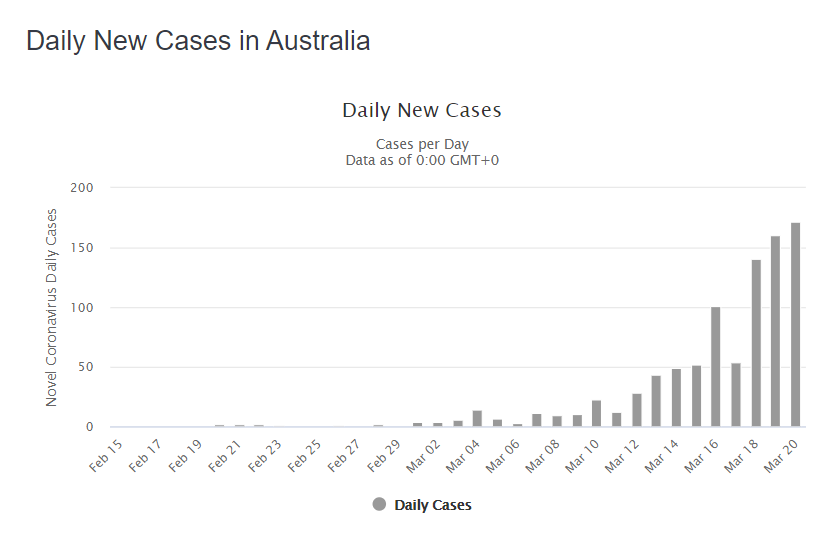 Daily New Cases in Australia
Daily New Cases
Cases per Day
Data as of 0:00 GMT+0
Novel Coronavirus Daily Cases
200
150
100
50
0
Feb 15
Feb 17
Feb 19
Feb 21
Feb 23
Feb 25
Feb 27
Feb 29
Mar 02
Mar 04
Mar 06
Mar 08
Mar 10
Mar 12
Mar 14
Mar 16
Mar 18
Mar 20
Daily Cases